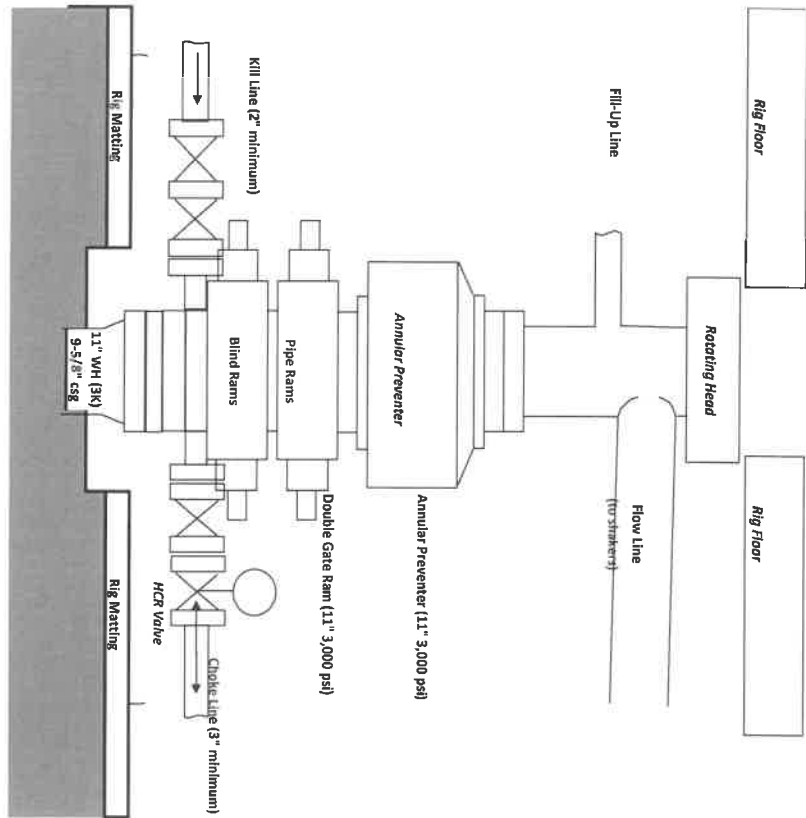 Rig Floor
Rig Floor
Rotating Head
Fill-Up Line
Flow Line
(to shakers)
Annular Preventer
Annular Preventer (11" 3,000 psi)
Pipe Rams
Double Gate Ram (11" 3,000 psi)
Blind Rams
Kill Line (2" minimum)
HCR Valve
Choke Line (3" minimum)
Rig Matting
11" WH (3K)
9-5/8" csg
Rig Matting